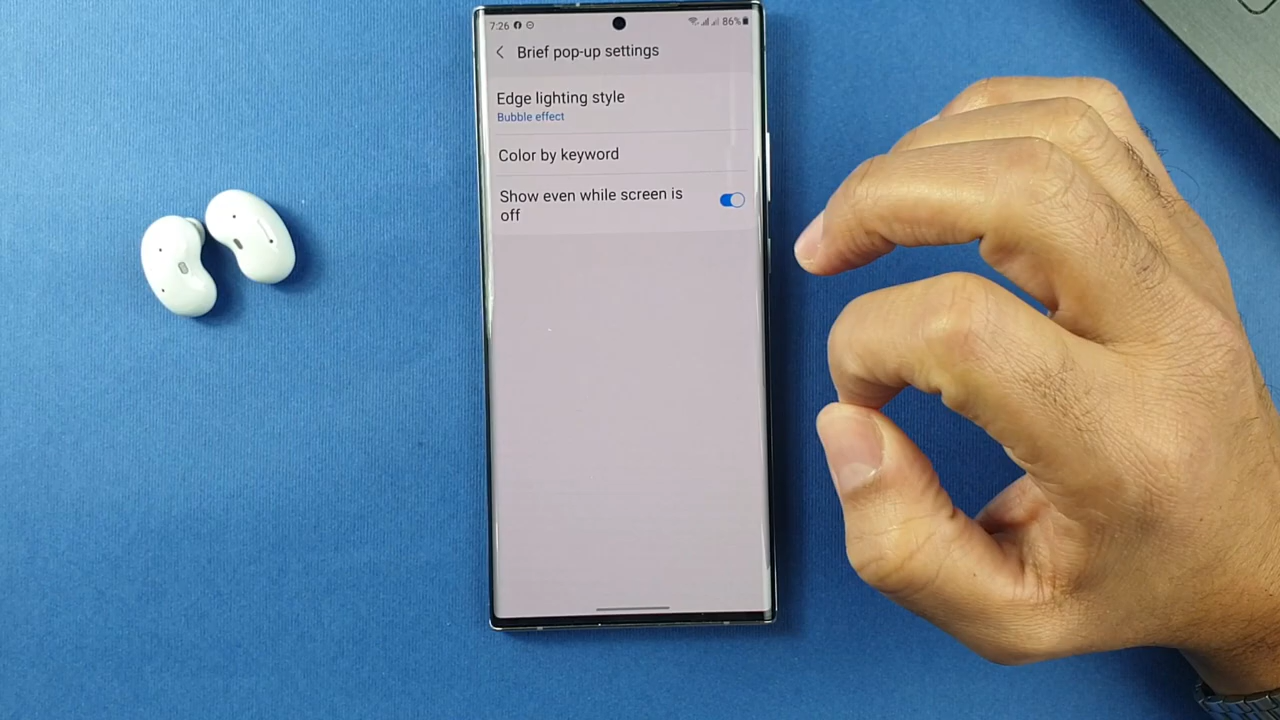 7:26 86%
Brief pop-up settings
Edge lighting style
Bubble effect
Color by keyword
Show even while screen is
off